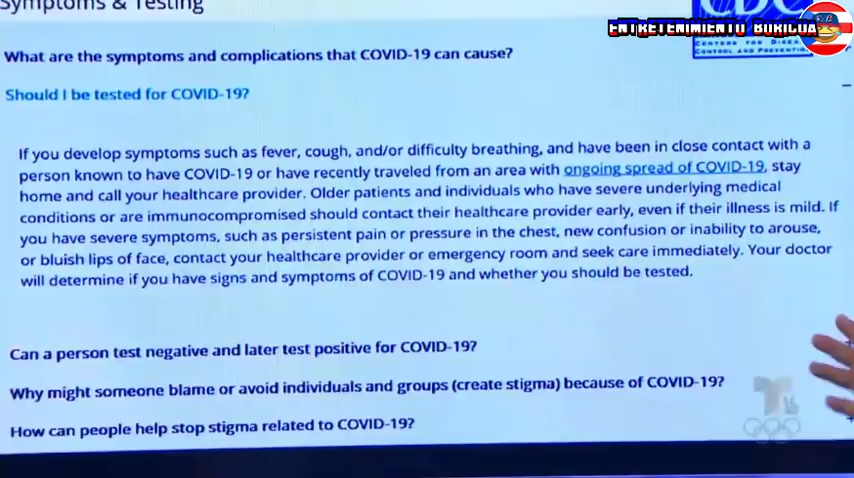 Symptoms & Testing
CDC
ENTRETENIMIENTO BORICUA
CENTERS FOR DISEASE
CONTROL AND PREVENTION
What are the symptoms and complications that COVID-19 can cause?
Should I be tested for COVID-19?
If you develop symptoms such as fever, cough, and/or difficulty breathing, and have been in close contact with a
person known to have COVID-19 or have recently traveled from an area with ongoing spread of COVID-19, stay
home and call your healthcare provider. Older patients and individuals who have severe underlying medical
conditions or are immunocompromised should contact their healthcare provider early, even if their illness is mild. If
you have severe symptoms, such as persistent pain or pressure in the chest, new confusion or inability to arouse,
or bluish lips of face, contact your healthcare provider or emergency room and seek care immediately. Your doctor
will determine if you have signs and symptoms of COVID-19 and whether you should be tested.
Can a person test negative and later test positive for COVID-19?
Why might someone blame or avoid individuals and groups (create stigma) because of COVID-19?
How can people help stop stigma related to COVID-19?